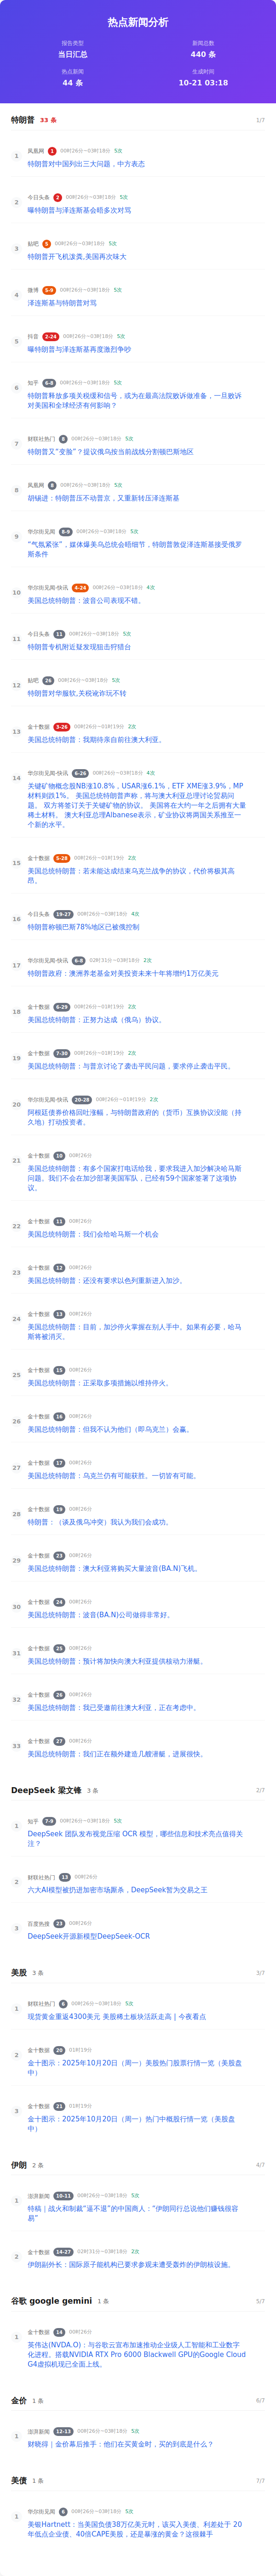 热点新闻分析
报告类型
新闻总数
当日汇总
440 条
热点新闻
生成时间
44 条
10-21 03:18
特朗普 33 条
1/7
1
凤凰网 1 00时26分~03时18分 5次
特朗普对中国列出三大问题，中方表态
2
今日头条 2 00时26分~03时18分 5次
曝特朗普与泽连斯基会晤多次对骂
3
贴吧 5 00时26分~03时18分 5次
特朗普开飞机泼粪,美国再次味大
4
微博 5-6 00时26分~03时18分 5次
泽连斯基与特朗普对骂
5
抖音 2-24 00时26分~03时18分 5次
曝特朗普与泽连斯基再度激烈争吵
6
知乎 6-8 00时26分~03时18分 5次
特朗普释放多项关税缓和信号，或为在最高法院败诉做准备，一旦败诉
对美国和全球经济有何影响？
7
财联社热门 8 00时26分~03时18分 5次
特朗普又“变脸”？提议俄乌按当前战线分割顿巴斯地区
8
凤凰网 8 00时26分~03时18分 5次
胡锡进：特朗普压不动普京，又重新转压泽连斯基
9
华尔街见闻 8-9 00时26分~03时18分 5次
“气氛紧张”，媒体爆美乌总统会晤细节，特朗普敦促泽连斯基接受俄罗
斯条件
10
华尔街见闻-快讯 4-24 00时26分~03时18分 4次
美国总统特朗普：波音公司表现不错。
11
今日头条 11 00时26分~03时18分 5次
特朗普专机附近疑发现狙击狩猎台
12
贴吧 26 00时26分~03时18分 5次
特朗普对华服软,关税讹诈玩不转
13
金十数据 3-26 00时26分~01时19分 2次
美国总统特朗普：我期待亲自前往澳大利亚。
14
华尔街见闻-快讯 6-26 00时26分~03时18分 4次
关键矿物概念股NB涨10.8%，USAR涨6.1%，ETF XME涨3.9%，MP
材料则跌1%。 美国总统特朗普声称，将与澳大利亚总理讨论贸易问
题。 双方将签订关于关键矿物的协议。 美国将在大约一年之后拥有大量
稀土材料。 澳大利亚总理Albanese表示，矿业协议将两国关系推至一
个新的水平。
15
金十数据 5-28 00时26分~01时19分 2次
美国总统特朗普：若未能达成结束乌克兰战争的协议，代价将极其高
昂。
16
今日头条 19-27 00时26分~03时18分 4次
特朗普称顿巴斯78%地区已被俄控制
17
华尔街见闻-快讯 6-8 02时31分~03时18分 2次
特朗普政府：澳洲养老基金对美投资未来十年将增约1万亿美元
18
金十数据 6-29 00时26分~01时19分 2次
美国总统特朗普：正努力达成（俄乌）协议。
19
金十数据 7-30 00时26分~01时19分 2次
美国总统特朗普：与普京讨论了袭击平民问题，要求停止袭击平民。
20
华尔街见闻-快讯 20-28 00时26分~01时19分 2次
阿根廷债券价格回吐涨幅，与特朗普政府的（货币）互换协议没能（持
久地）打动投资者。
21
金十数据 10 00时26分
美国总统特朗普：有多个国家打电话给我，要求我进入加沙解决哈马斯
问题。我们不会在加沙部署美国军队，已经有59个国家签署了这项协
议。
22
金十数据 11 00时26分
美国总统特朗普：我们会给哈马斯一个机会
23
金十数据 12 00时26分
美国总统特朗普：还没有要求以色列重新进入加沙。
24
金十数据 13 00时26分
美国总统特朗普：目前，加沙停火掌握在别人手中。如果有必要，哈马
斯将被消灭。
25
金十数据 15 00时26分
美国总统特朗普：正采取多项措施以维持停火。
26
金十数据 16 00时26分
美国总统特朗普：但我不认为他们（即乌克兰）会赢。
27
金十数据 17 00时26分
美国总统特朗普：乌克兰仍有可能获胜。一切皆有可能。
28
金十数据 19 00时26分
特朗普：（谈及俄乌冲突）我认为我们会成功。
29
金十数据 23 00时26分
美国总统特朗普：澳大利亚将购买大量波音(BA.N)飞机。
30
金十数据 24 00时26分
美国总统特朗普：波音(BA.N)公司做得非常好。
31
金十数据 25 00时26分
美国总统特朗普：预计将加快向澳大利亚提供核动力潜艇。
32
金十数据 26 00时26分
美国总统特朗普：我已受邀前往澳大利亚，正在考虑中。
33
金十数据 27 00时26分
美国总统特朗普：我们正在额外建造几艘潜艇，进展很快。
DeepSeek 梁文锋 3 条
2/7
1
知乎 7-9 00时26分~03时18分 5次
DeepSeek 团队发布视觉压缩 OCR 模型，哪些信息和技术亮点值得关
注？
2
财联社热门 13 00时26分
六大AI模型被扔进加密市场厮杀，DeepSeek暂为交易之王
3
百度热搜 23 00时26分
DeepSeek开源新模型DeepSeek-OCR
美股 3 条
3/7
1
财联社热门 6 00时26分~03时18分 5次
现货黄金重返4300美元 美股稀土板块活跃走高 | 今夜看点
2
金十数据 20 01时19分
金十图示：2025年10月20日（周一）美股热门股票行情一览（美股盘
中）
3
金十数据 21 01时19分
金十图示：2025年10月20日（周一）热门中概股行情一览（美股盘
中）
伊朗 2 条
4/7
1
澎湃新闻 10-11 00时26分~03时18分 5次
特稿｜战火和制裁“逼不退”的中国商人：“伊朗同行总说他们赚钱很容
易”
2
金十数据 14-27 02时31分~03时18分 2次
伊朗副外长：国际原子能机构已要求参观未遭受轰炸的伊朗核设施。
谷歌 google gemini 1 条
5/7
1
金十数据 14 00时26分
英伟达(NVDA.O)：与谷歌云宣布加速推动企业级人工智能和工业数字
化进程。搭载NVIDIA RTX Pro 6000 Blackwell GPU的Google Cloud
G4虚拟机现已全面上线。
金价 1 条
6/7
1
澎湃新闻 12-13 00时26分~03时18分 5次
财晓得｜金价幕后推手：他们在买黄金时，买的到底是什么？
美债 1 条
7/7
1
华尔街见闻 6 00时26分~03时18分 5次
美银Hartnett：当美国负债38万亿美元时，该买入美债、利差处于 20
年低点企业债、40倍CAPE美股，还是暴涨的黄金？这很棘手